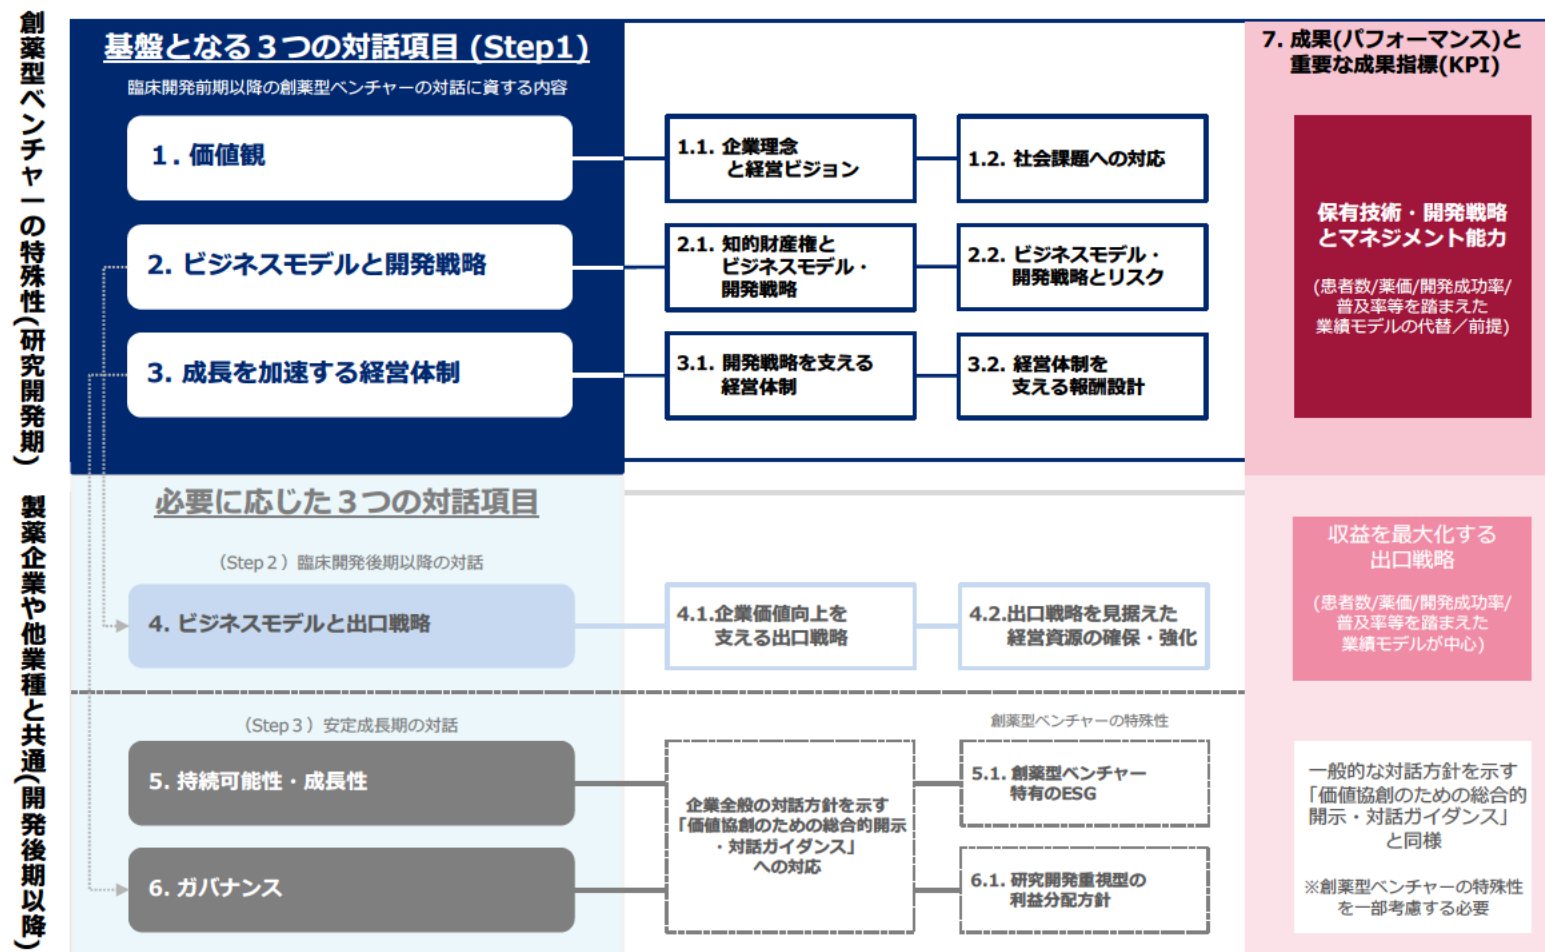 創薬型ベンチャーの特殊性(研究開発期)
基盤となる３つの対話項目 (Step1)
臨床開発前期以降の創薬型ベンチャーの対話に資する内容
1. 価値観
1.1. 企業理念
と経営ビジョン
1.2. 社会課題への対応
2. ビジネスモデルと開発戦略
2.1. 知的財産権と
ビジネスモデル・
開発戦略
2.2. ビジネスモデル・
開発戦略とリスク
3. 成長を加速する経営体制
3.1. 開発戦略を支える
経営体制
3.2. 経営体制を
支える報酬設計
7. 成果(パフォーマンス)と
重要な成果指標(KPI)
保有技術・開発戦略
とマネジメント能力
(患者数/薬価/開発成功率/
普及率等を踏まえた
業績モデルの代替／前提)
製薬企業や他業種と共通(開発後期以降)
必要に応じた３つの対話項目
（Step２）臨床開発後期以降の対話
4. ビジネスモデルと出口戦略
4.1.企業価値向上を
支える出口戦略
4.2.出口戦略を見据えた
経営資源の確保・強化
収益を最大化する
出口戦略
(患者数/薬価/開発成功率/
普及率等を踏まえた
業績モデルが中心)
（Step３）安定成長期の対話
5. 持続可能性・成長性
6. ガバナンス
企業全般の対話方針を示す
「価値協創のための総合的開示
・対話ガイダンス」
への対応
創薬型ベンチャーの特殊性
5.1. 創薬型ベンチャー
特有のESG
6.1. 研究開発重視型の
利益分配方針
一般的な対話方針を示す
「価値協創のための総合的
開示・対話ガイダンス」
と同様
※創薬型ベンチャーの特殊性
を一部考慮する必要